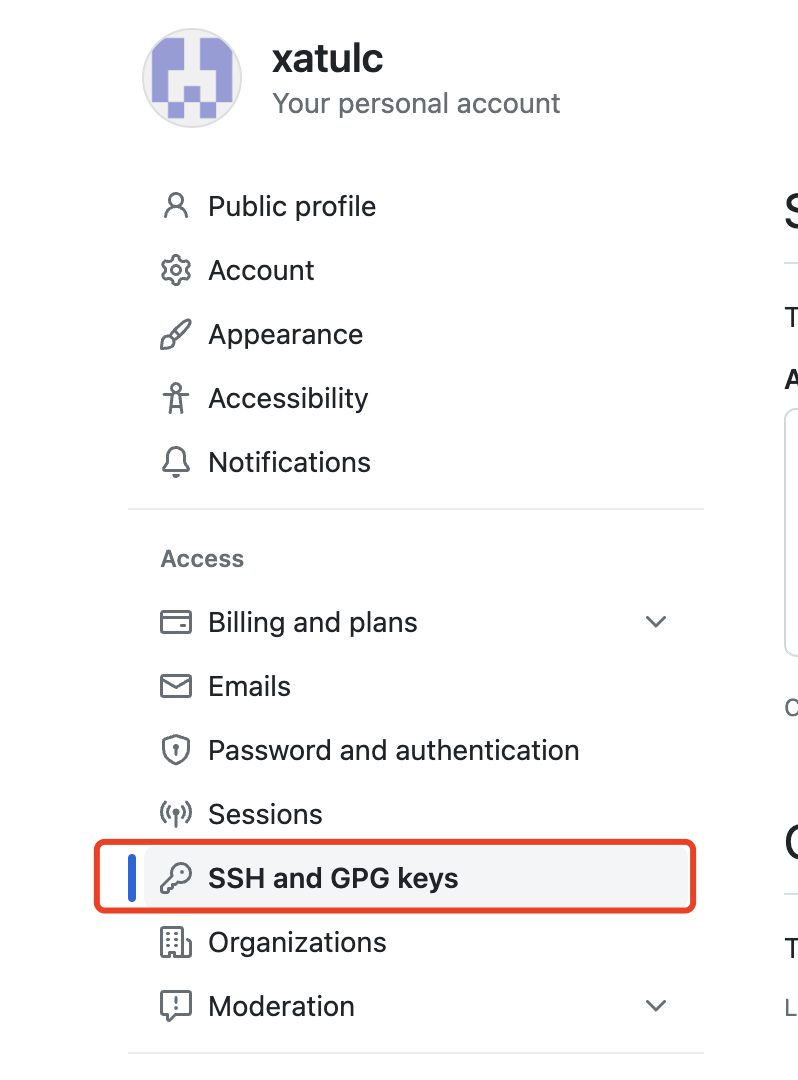 xatulc
Your personal account
Public profile
Account
Appearance
Accessibility
Notifications
Access
Billing and plans
Emails
Password and authentication
Sessions
SSH and GPG keys
Organizations
Moderation